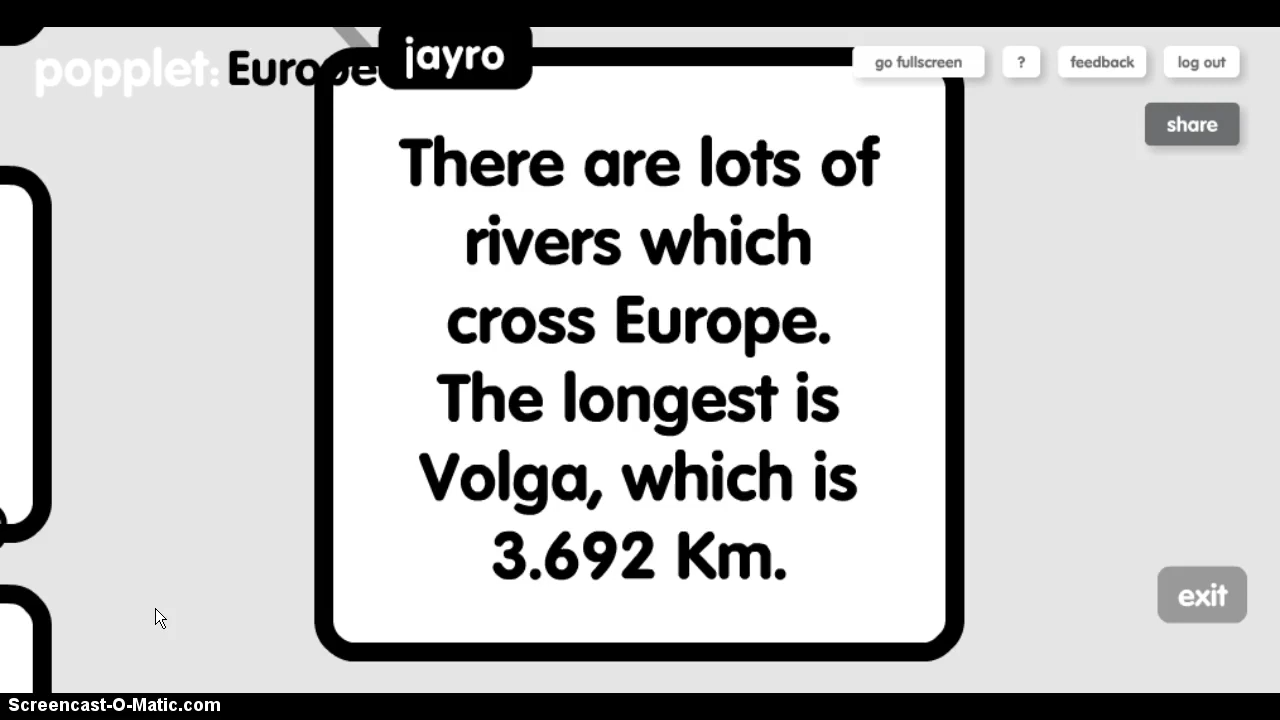 popplet: Europe
jayro
go fullscreen
?
feedback
log out
share
There are lots of
rivers which
cross Europe.
The longest is
Volga, which is
3.692 Km.
exit
Screencast-O-Matic.com